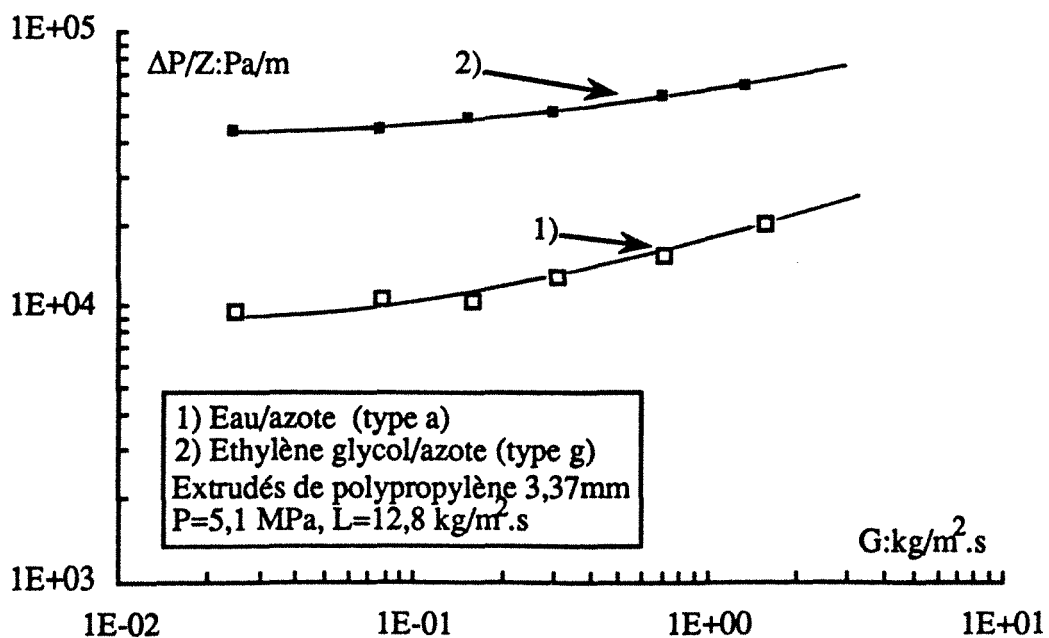 1E+05
ΔP/Z:Pa/m
2)
1)
1E+04
1) Eau/azote (type a)
2) Ethylène glycol/azote (type g)
Extrudés de polypropylène 3,37mm
P=5,1 MPa, L=12,8 kg/m².s
G:kg/m².s
1E+03
1E-02 1E-01 1E+00 1E+01